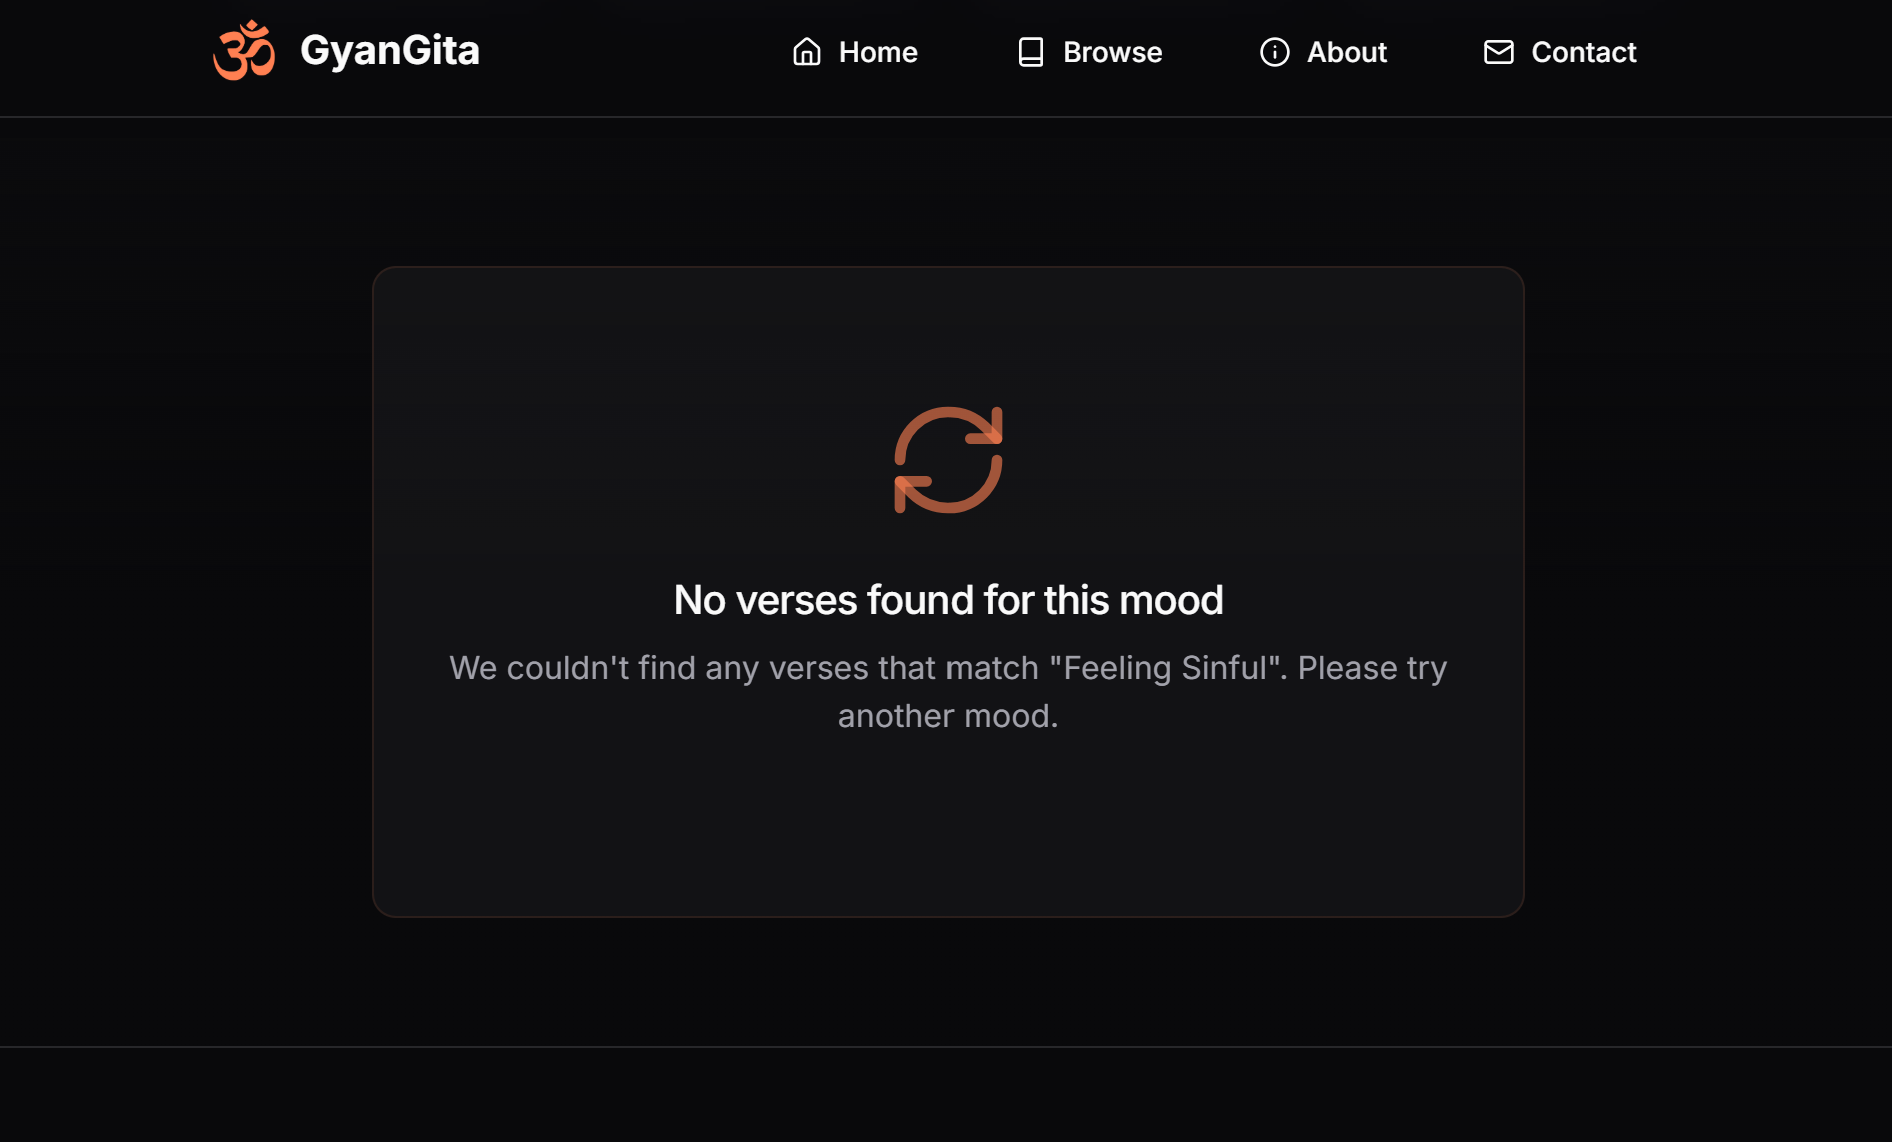 ॐ GyanGita
Home
Browse
About
Contact
No verses found for this mood
We couldn't find any verses that match "Feeling Sinful". Please try
another mood.